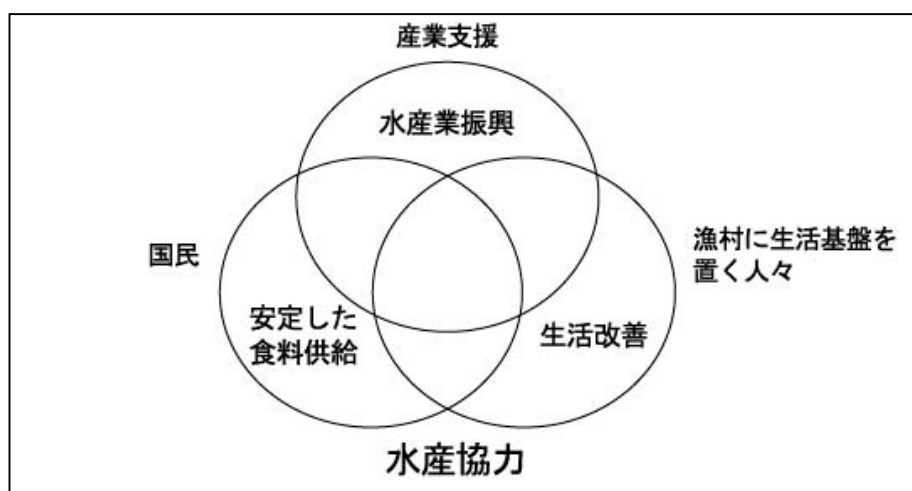 産業支援
水産業振興
国民
漁村に生活基盤を
置く人々
安定した
食料供給
生活改善
水産協力